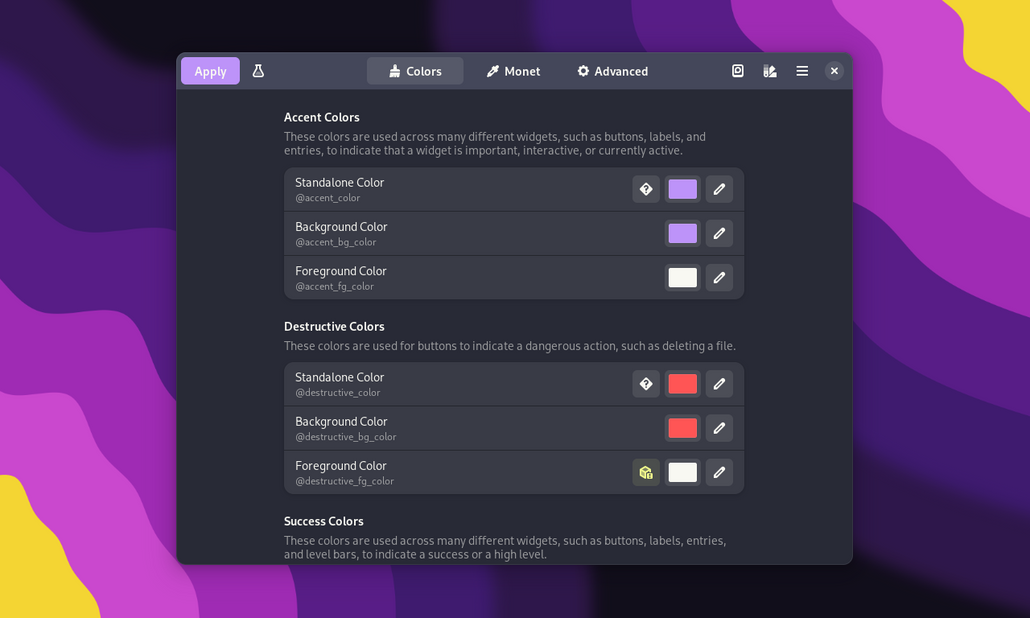 Apply
Colors
Monet
Advanced
Accent Colors
These colors are used across many different widgets, such as buttons, labels, and
entries, to indicate that a widget is important, interactive, or currently active.
Standalone Color
@accent_color
Background Color
@accent_bg_color
Foreground Color
@accent_fg_color
Destructive Colors
These colors are used for buttons to indicate a dangerous action, such as deleting a file.
Standalone Color
@destructive_color
Background Color
@destructive_bg_color
Foreground Color
@destructive_fg_color
Success Colors
These colors are used across many different widgets, such as buttons, labels, entries,
and level bars, to indicate a success or a high level.